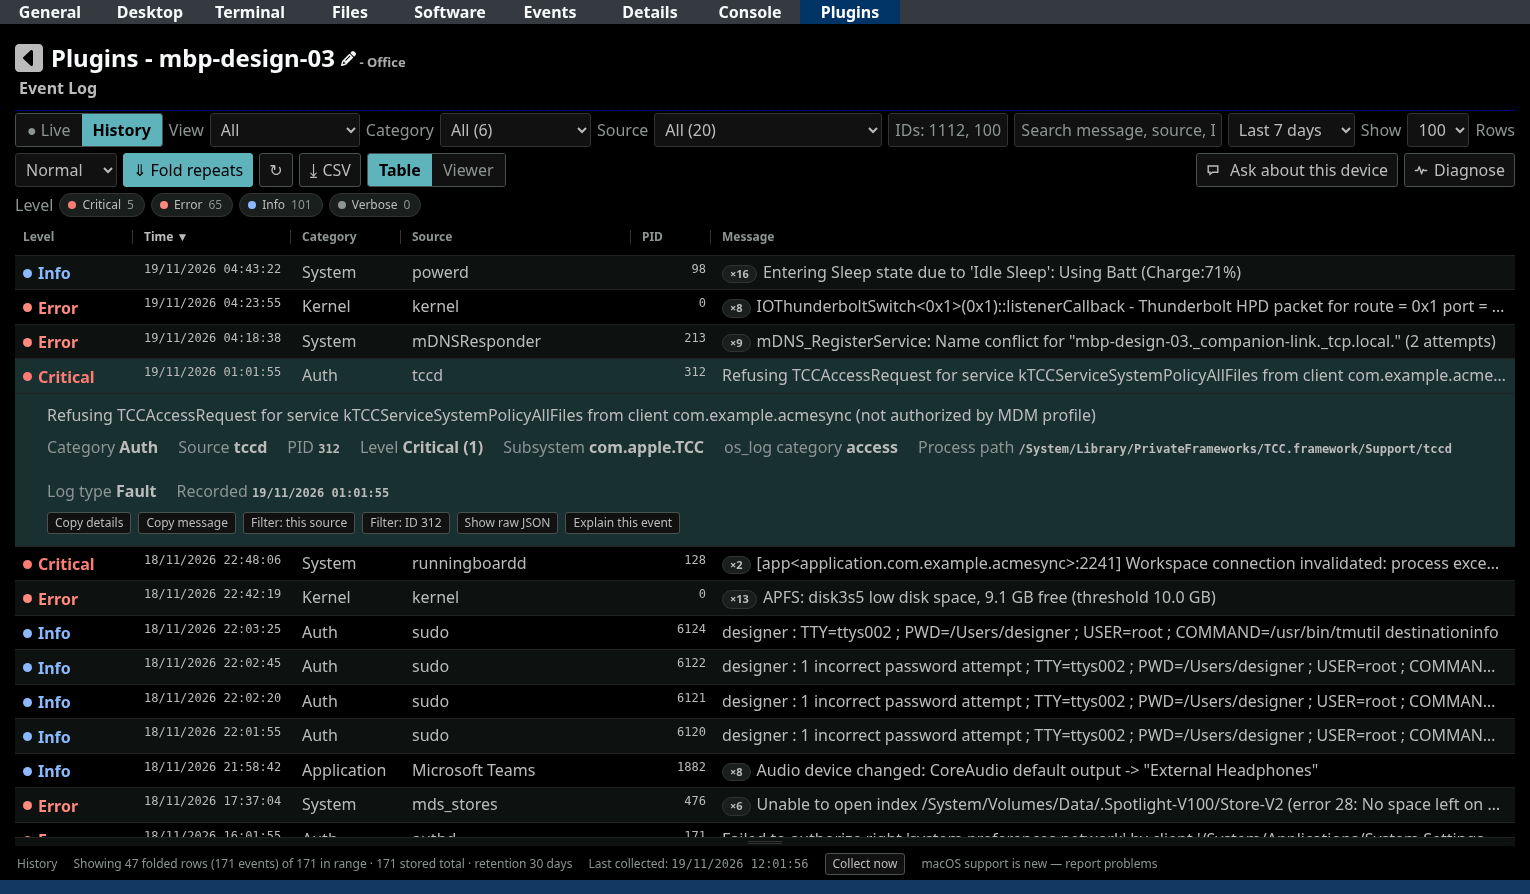 General Desktop Terminal Files Software Events Details Console Plugins
Plugins - mbp-design-03 - Office
Event Log
● Live History View All Category All (6) Source All (20) IDs: 1112, 100 Search message, source, I Last 7 days Show 100 Rows
Normal ⇓ Fold repeats ↻ ⤓ CSV Table Viewer Ask about this device Diagnose
Level Critical 5 Error 65 Info 101 Verbose 0
Level Time ▼ Category Source PID Message
Info 19/11/2026 04:43:22 System powerd 98 ×16 Entering Sleep state due to 'Idle Sleep': Using Batt (Charge:71%)
Error 19/11/2026 04:23:55 Kernel kernel 0 ×8 IOThunderboltSwitch<0x1>(0x1)::listenerCallback - Thunderbolt HPD packet for route = 0x1 port = ...
Error 19/11/2026 04:18:38 System mDNSResponder 213 ×9 mDNS_RegisterService: Name conflict for "mbp-design-03._companion-link._tcp.local." (2 attempts)
Critical 19/11/2026 01:01:55 Auth tccd 312 Refusing TCCAccessRequest for service kTCCServiceSystemPolicyAllFiles from client com.example.acme...
Refusing TCCAccessRequest for service kTCCServiceSystemPolicyAllFiles from client com.example.acmesync (not authorized by MDM profile)
Category Auth Source tccd PID 312 Level Critical (1) Subsystem com.apple.TCC os_log category access Process path /System/Library/PrivateFrameworks/TCC.framework/Support/tccd
Log type Fault Recorded 19/11/2026 01:01:55
Copy details Copy message Filter: this source Filter: ID 312 Show raw JSON Explain this event
Critical 18/11/2026 22:48:06 System runningboardd 128 ×2 [app<application.com.example.acmesync>:2241] Workspace connection invalidated: process exce...
Error 18/11/2026 22:42:19 Kernel kernel 0 ×13 APFS: disk3s5 low disk space, 9.1 GB free (threshold 10.0 GB)
Info 18/11/2026 22:03:25 Auth sudo 6124 designer : TTY=ttys002 ; PWD=/Users/designer ; USER=root ; COMMAND=/usr/bin/tmutil destinationinfo
Info 18/11/2026 22:02:45 Auth sudo 6122 designer : 1 incorrect password attempt ; TTY=ttys002 ; PWD=/Users/designer ; USER=root ; COMMAN...
Info 18/11/2026 22:02:20 Auth sudo 6121 designer : 1 incorrect password attempt ; TTY=ttys002 ; PWD=/Users/designer ; USER=root ; COMMAN...
Info 18/11/2026 22:01:55 Auth sudo 6120 designer : 1 incorrect password attempt ; TTY=ttys002 ; PWD=/Users/designer ; USER=root ; COMMAN...
Info 18/11/2026 21:58:42 Application Microsoft Teams 1882 ×8 Audio device changed: CoreAudio default output -> "External Headphones"
Error 18/11/2026 17:37:04 System mds_stores 476 ×6 Unable to open index /System/Volumes/Data/.Spotlight-V100/Store-V2 (error 28: No space left on ...
18/11/2026 16:01:55 Auth authd 171 Failed to authorize right 'system.preferences.network' by client '/System/Applications/System Settings...
History Showing 47 folded rows (171 events) of 171 in range · 171 stored total · retention 30 days Last collected: 19/11/2026 12:01:56 Collect now macOS support is new — report problems